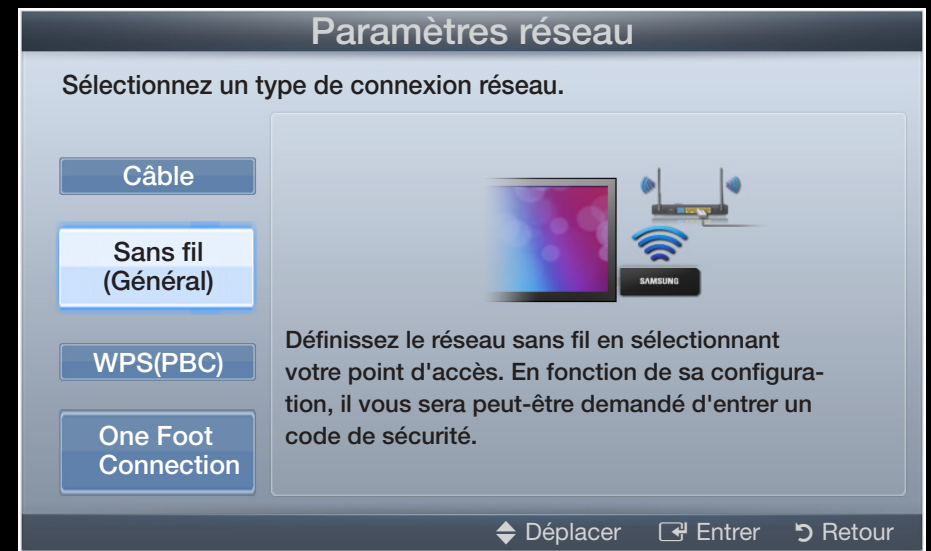 Paramètres réseau
Sélectionnez un type de connexion réseau.
Câble
Sans fil
(Général)
WPS(PBC)
One Foot
Connection
SAMSUNG
Définissez le réseau sans fil en sélectionnant
votre point d'accès. En fonction de sa configura-
tion, il vous sera peut-être demandé d'entrer un
code de sécurité.
Déplacer Entrer Retour